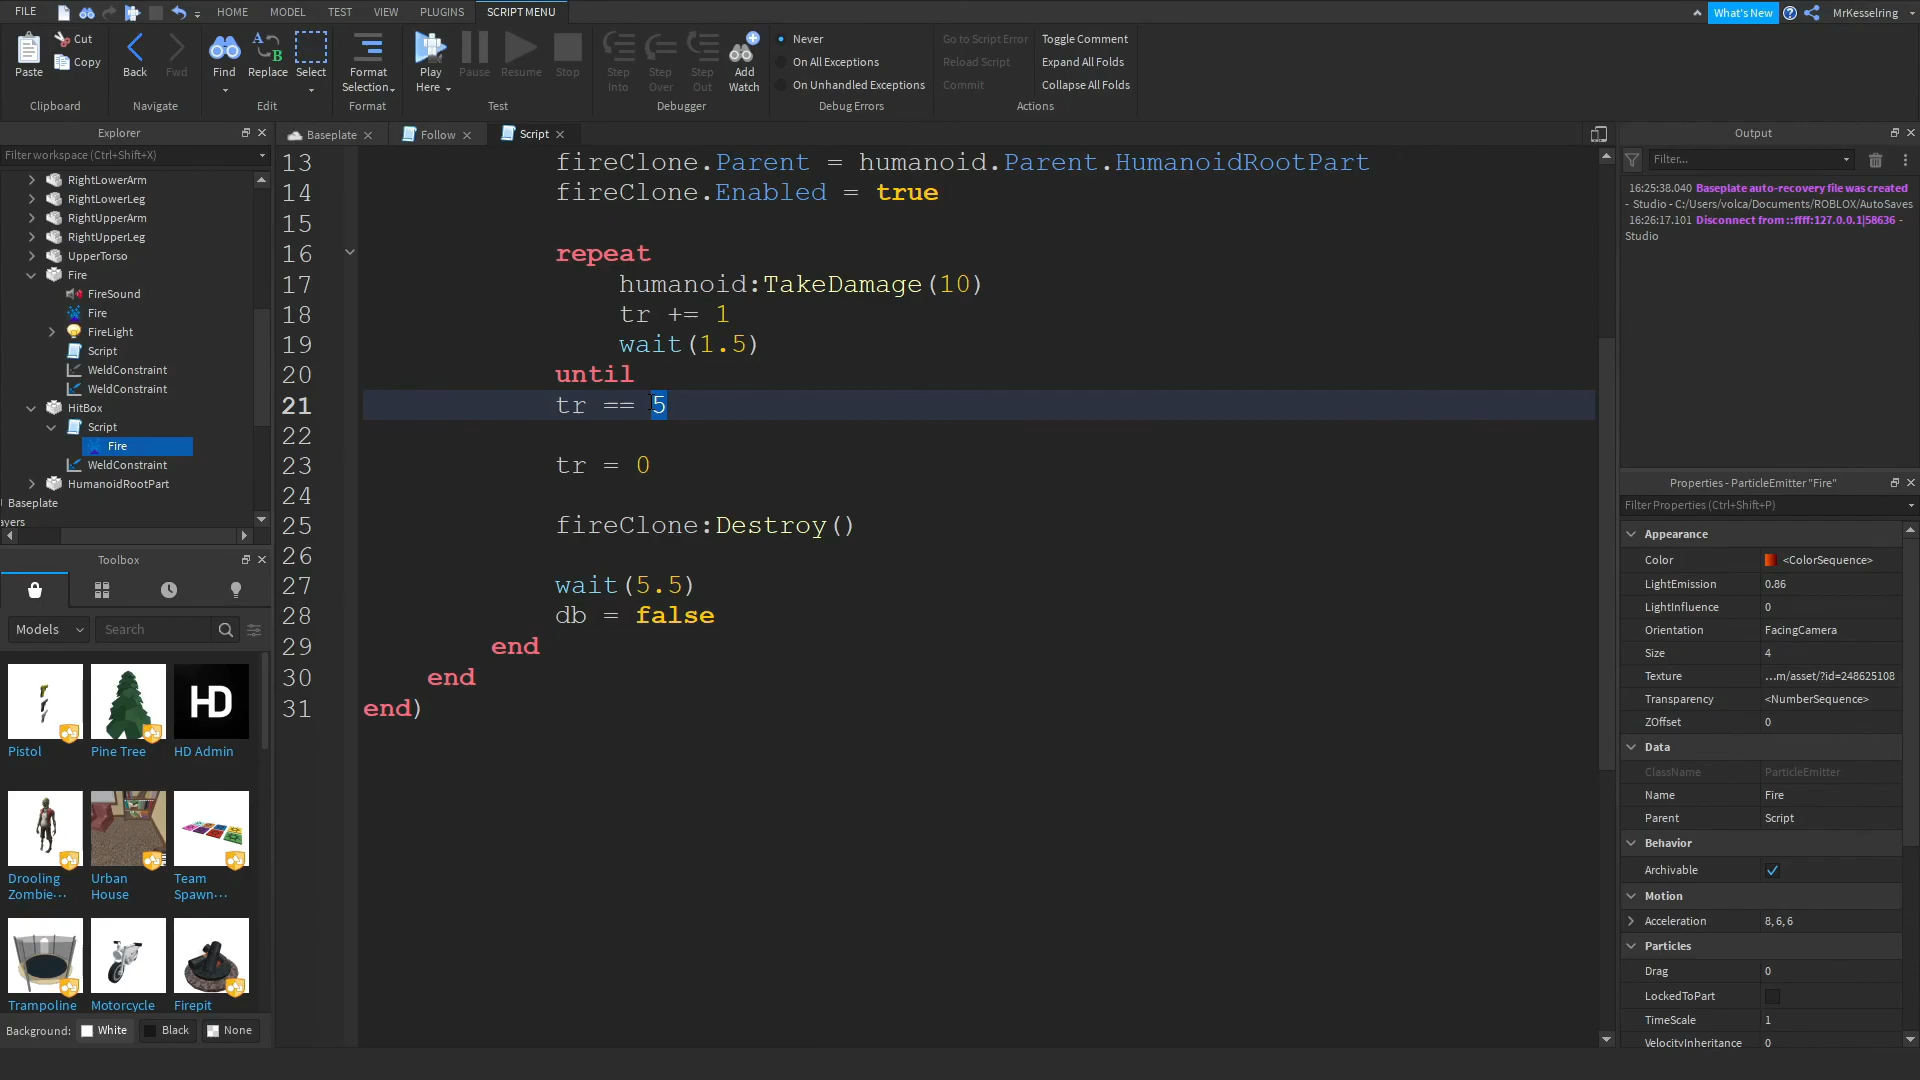 FILE
HOME
MODEL
TEST
VIEW
PLUGINS
SCRIPT MENU
What's New
MrKesselring
Paste
Cut
Copy
Clipboard
Back
Fwd
Navigate
Find
Replace
Select
Edit
Format
Selection
Format
Play
Here
Pause
Resume
Stop
Test
Step
Into
Step
Over
Step
Out
Add
Watch
Debugger
Never
On All Exceptions
On Unhandled Exceptions
Debug Errors
Go to Script Error
Reload Script
Commit
Toggle Comment
Expand All Folds
Collapse All Folds
Actions
Explorer
Filter workspace (Ctrl+Shift+X)
RightLowerArm
RightLowerLeg
RightUpperArm
RightUpperLeg
UpperTorso
Fire
FireSound
Fire
FireLight
Script
WeldConstraint
WeldConstraint
HitBox
Script
Fire
WeldConstraint
HumanoidRootPart
Baseplate
ayers
Toolbox
Models
Search
Pistol
Pine Tree
HD
HD Admin
Drooling
Zombie...
Urban
House
Team
Spawn...
Trampoline
Motorcycle
Firepit
Background:
White
Black
None
Baseplate
Follow
Script
13 fireClone.Parent = humanoid.Parent.HumanoidRootPart
14 fireClone.Enabled = true
15
16 repeat
17 humanoid:TakeDamage(10)
18 tr += 1
19 wait(1.5)
20 until
21 tr == 5
22
23 tr = 0
24
25 fireClone:Destroy()
26
27 wait(5.5)
28 db = false
29 end
30 end
31 end)
Output
Filter...
16:25:38.040 Baseplate auto-recovery file was created
- Studio - C:/Users/volca/Documents/ROBLOX/AutoSaves
16:26:17.101 Disconnect from ::ffff:127.0.0.1|58636 -
Studio
Properties - ParticleEmitter "Fire"
Filter Properties (Ctrl+Shift+P)
Appearance
Color <ColorSequence>
LightEmission 0.86
LightInfluence 0
Orientation FacingCamera
Size 4
Texture ...m/asset/?id=248625108
Transparency <NumberSequence>
ZOffset 0
Data
ClassName ParticleEmitter
Name Fire
Parent Script
Behavior
Archivable
Motion
Acceleration 8, 6, 6
Particles
Drag 0
LockedToPart
TimeScale 1
VelocityInheritance 0